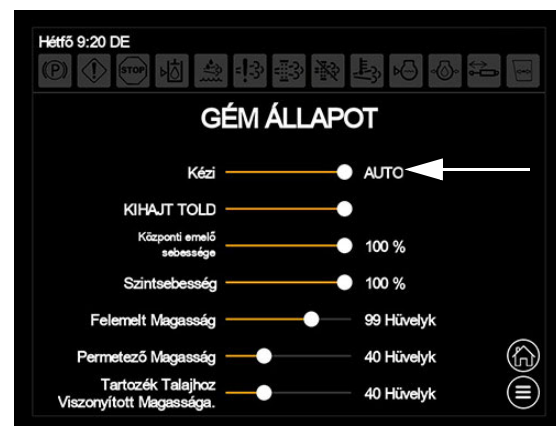 Hétfő 9:20 DE
(P) STOP
GÉM ÁLLAPOT
Kézi AUTO
KIHAJT TOLD
Központi emelő
sebessége 100 %
Szintsebesség 100 %
Felemelt Magasság 99 Hüvelyk
Permetező Magasság 40 Hüvelyk
Tartozék Talajhoz
Viszonyított Magassága. 40 Hüvelyk